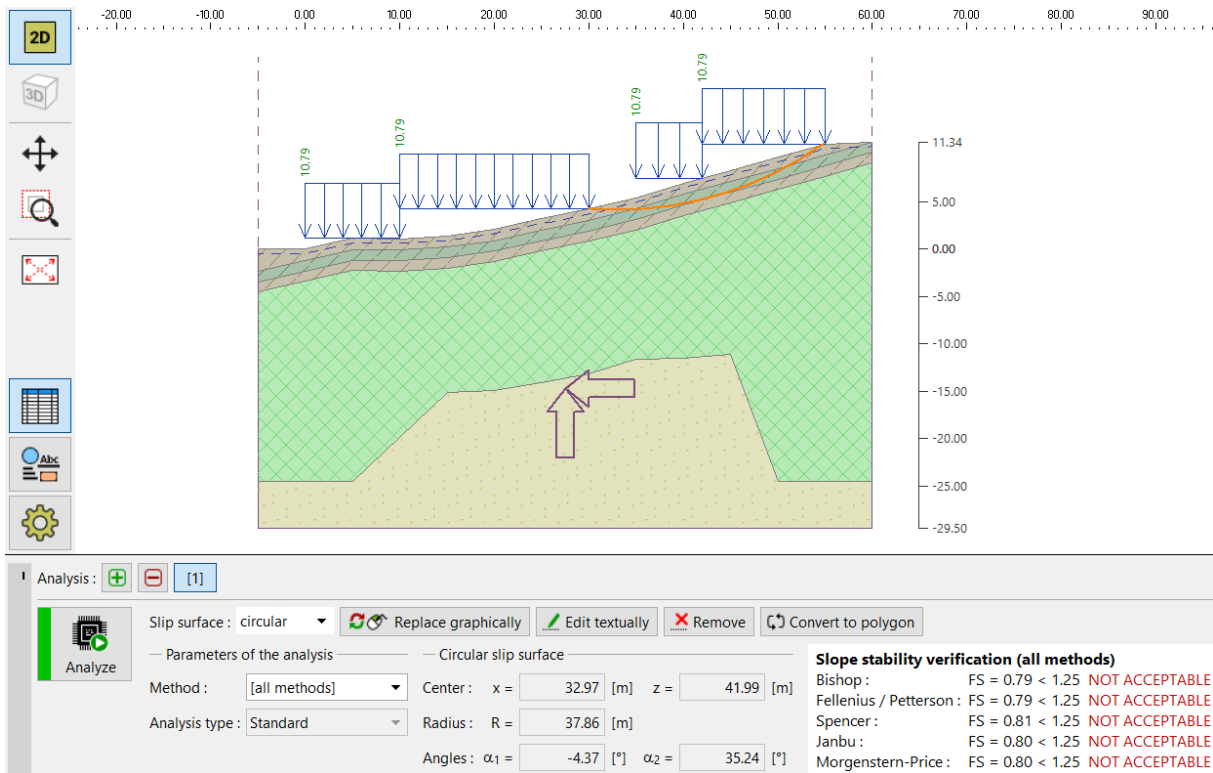 -20.00 -10.00 0.00 10.00 20.00 30.00 40.00 50.00 60.00 70.00 80.00 90.00
2D
3D
10.79
10.79
10.79
10.79
11.34
5.00
0.00
-5.00
-10.00
-15.00
-20.00
-25.00
-29.50
Abc
Analysis : [1]
Analyze
Slip surface : circular Replace graphically Edit textually Remove Convert to polygon
Parameters of the analysis
Method : [all methods]
Analysis type : Standard
Circular slip surface
Center : x = 32.97 [m] z = 41.99 [m]
Radius : R = 37.86 [m]
Angles : α1 = -4.37 [°] α2 = 35.24 [°]
Slope stability verification (all methods)
Bishop : FS = 0.79 < 1.25 NOT ACCEPTABLE
Fellenius / Petterson : FS = 0.79 < 1.25 NOT ACCEPTABLE
Spencer : FS = 0.81 < 1.25 NOT ACCEPTABLE
Janbu : FS = 0.80 < 1.25 NOT ACCEPTABLE
Morgenstern-Price : FS = 0.80 < 1.25 NOT ACCEPTABLE